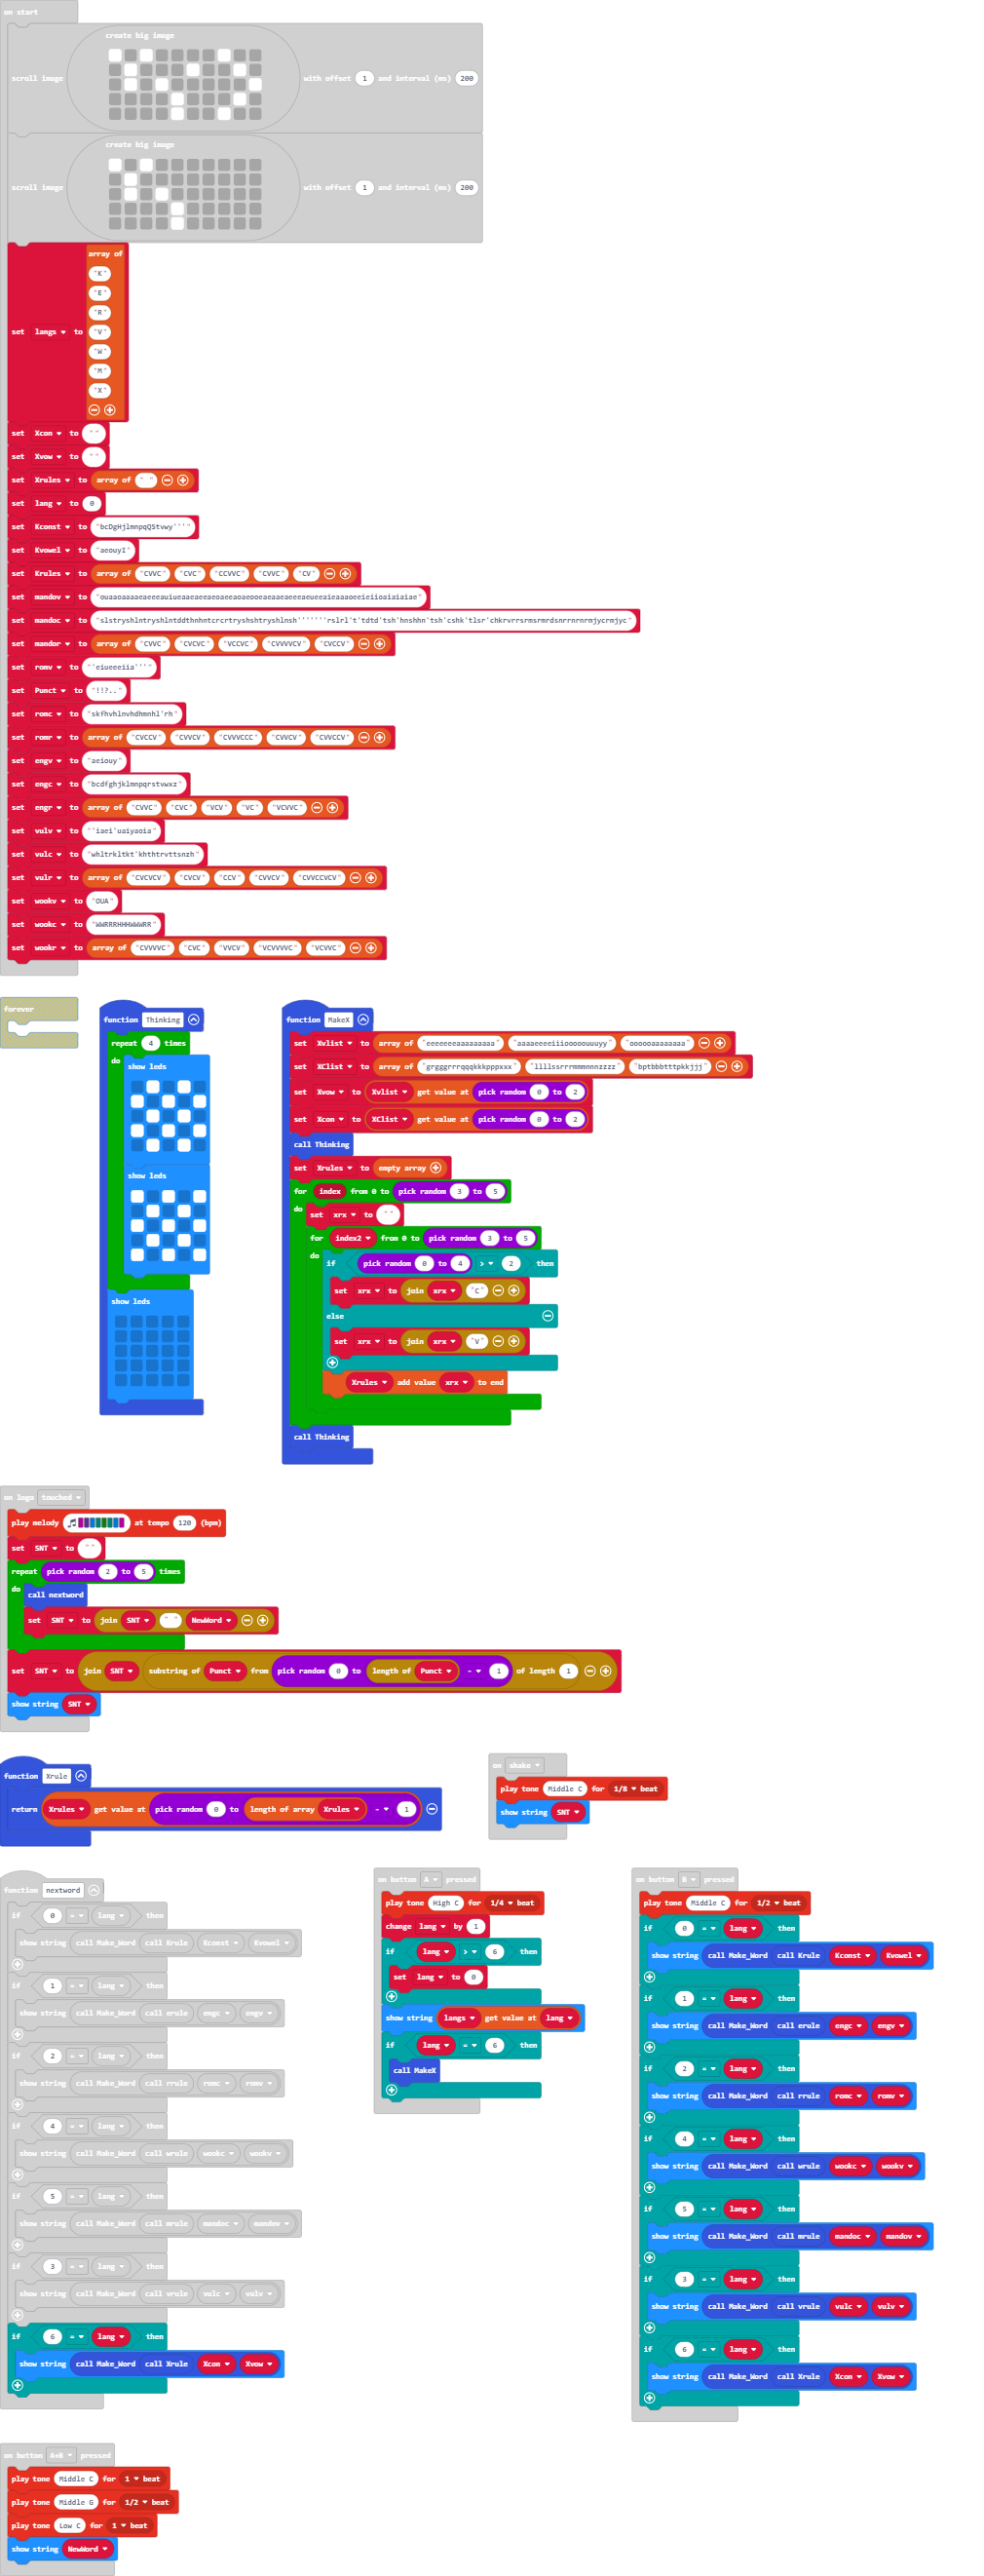 on start
create big image
scroll image with offset 1 and interval (ms) 200
create big image
scroll image with offset 1 and interval (ms) 200
array of
"K"
"E"
"R"
set langs to "V"
"W"
"M"
"X"
set Xcon to ""
set Xvow to ""
set Xrules to array of " "
set lang to 0
set Kconst to "bcDgHjlmnpqQStvwy'''"
set Kvowel to "aeouyI"
set Krules to array of "CVVC" "CVC" "CCVVC" "CVVC" "CV"
set mandov to
set mandoc to
set mandor to array of "CVVC" "CVCVC" "VCCVC" "CVVVVCV" "CVCCV"
set romv to "'eiueeeiia'''"
set Punct to "!!?.."
set romc to "skfhvhlnvhdhmnhl'rh"
set romr to array of "CVCCV" "CVVCV" "CVVVCCC" "CVVCV" "CVVCCV"
set engv to "aeiouy"
set engc to "bcdfghjklmnpqrstvwxz"
set engr to array of "CVVC" "CVC" "VCV" "VC" "VCVVC"
set vulv to "'iaei'uaiyaoia"
set vulc to "whltrkltkt'khthtrvttsnzh"
set vulr to array of "CVCVCV" "CVCV" "CCV" "CVVCV" "CVVCCVCV"
set wookv to "OUA"
set wookc to "WWRRRHHHWWWRR"
set wookr to array of "CVVVVC" "CVC" "VVCV" "VCVVVVC" "VCVVC"
forever
function Thinking
repeat 4 times
do
show leds
show leds
show leds
function MakeX
set Xvlist to array of "eeeeeeeaaaaaaaaa" "aaaaeeeeiiiooooouuuyy" "oooooaaaaaaaa"
set XClist to array of "grgggrrrqqqkkkpppxxx" "llllssrrrmmmmnnzzzz" "bptbbbtttpkkjjj"
set Xvow to Xvlist get value at pick random 0 to 2
set Xcon to XClist get value at pick random 0 to 2
call Thinking
set Xrules to empty array
for index from 0 to pick random 3 to 5
do set xrx to ""
for index2 from 0 to pick random 3 to 5
do if pick random 0 to 4 > 2 then
set xrx to join xrx "C"
else
set xrx to join xrx "V"
Xrules add value xrx to end
call Thinking
on logo touched
play melody at tempo 120 (bpm)
set SNT to ""
repeat pick random 2 to 5 times
do call nextword
set SNT to join SNT " " NewWord
set SNT to join SNT substring of Punct from pick random 0 to length of Punct - 1 of length 1
show string SNT
function Xrule
return Xrules get value at pick random 0 to length of array Xrules - 1
on shake
play tone Middle C for 1/8 beat
show string SNT
function nextword
if 0 = lang then
show string call Make_Word call Krule Kconst Kvowel
if 1 = lang then
show string call Make_Word call erule engc engv
if 2 = lang then
show string call Make_Word call rrule romc romv
if 4 = lang then
show string call Make_Word call wrule wookc wookv
if 5 = lang then
show string call Make_Word call mrule mandoc mandov
if 3 = lang then
show string call Make_Word call vrule vulc vulv
if 6 = lang then
show string call Make_Word call Xrule Xcon Xvow
on button A pressed
play tone High C for 1/4 beat
change lang by 1
if lang > 6 then
set lang to 0
show string langs get value at lang
if lang = 6 then
call MakeX
on button B pressed
play tone Middle C for 1/2 beat
if 0 = lang then
show string call Make_Word call Krule Kconst Kvowel
if 1 = lang then
show string call Make_Word call erule engc engv
if 2 = lang then
show string call Make_Word call rrule romc romv
if 4 = lang then
show string call Make_Word call wrule wookc wookv
if 5 = lang then
show string call Make_Word call mrule mandoc mandov
if 3 = lang then
show string call Make_Word call vrule vulc vulv
if 6 = lang then
show string call Make_Word call Xrule Xcon Xvow
on button A+B pressed
play tone Middle C for 1 beat
play tone Middle G for 1/2 beat
play tone Low C for 1 beat
show string NewWord